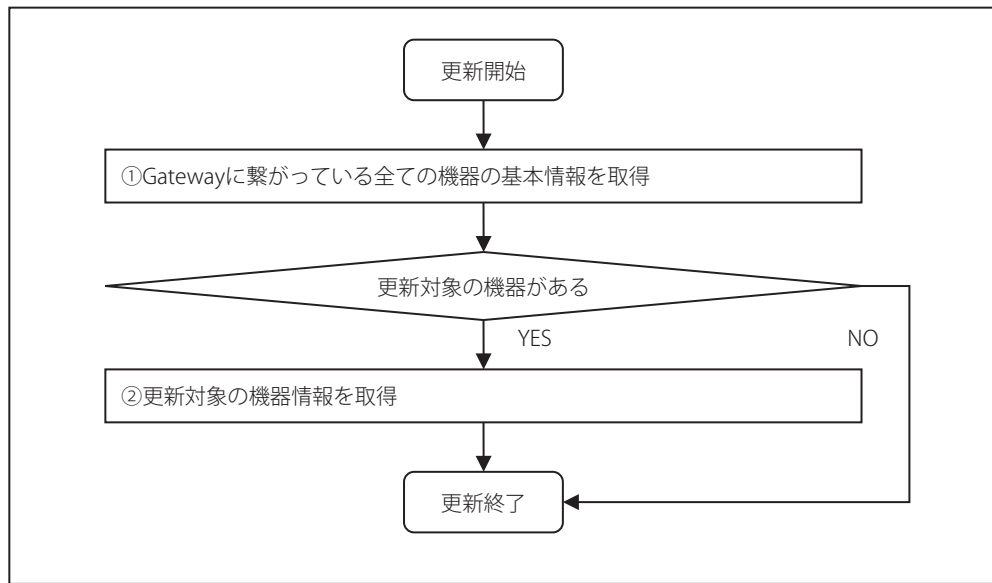 更新開始
①Gatewayに繋がっている全ての機器の基本情報を取得
更新対象の機器がある
YES
NO
②更新対象の機器情報を取得
更新終了